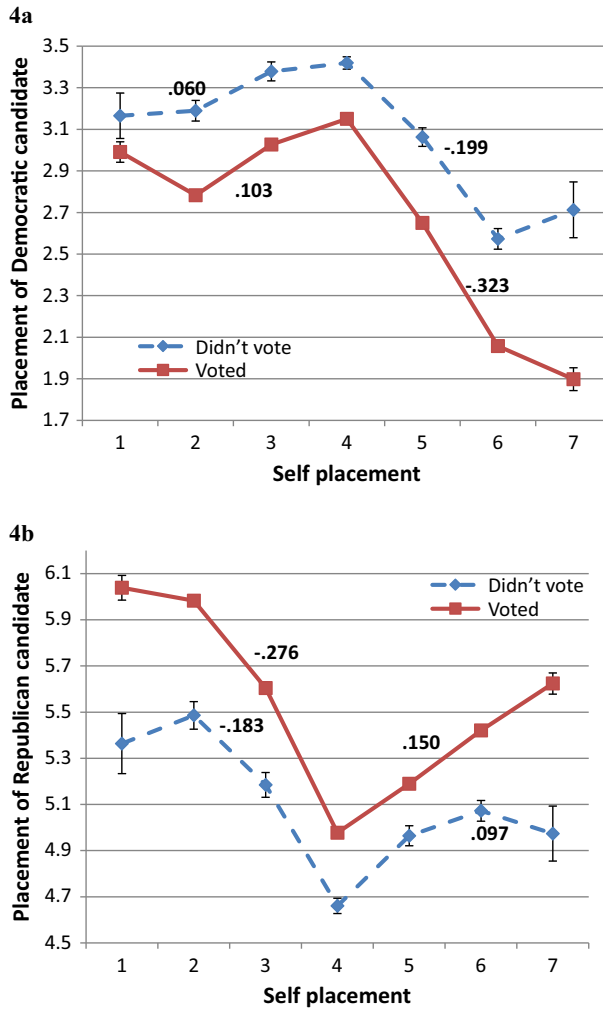 4a
Placement of Democratic candidate
3.5
3.3
3.1
2.9
2.7
2.5
2.3
2.1
1.9
1.7
.060
.103
-.199
-.323
Didn't vote
Voted
1 2 3 4 5 6 7
Self placement
4b
Placement of Republican candidate
6.1
5.9
5.7
5.5
5.3
5.1
4.9
4.7
4.5
Didn't vote
Voted
-.276
-.183
.150
.097
1 2 3 4 5 6 7
Self placement